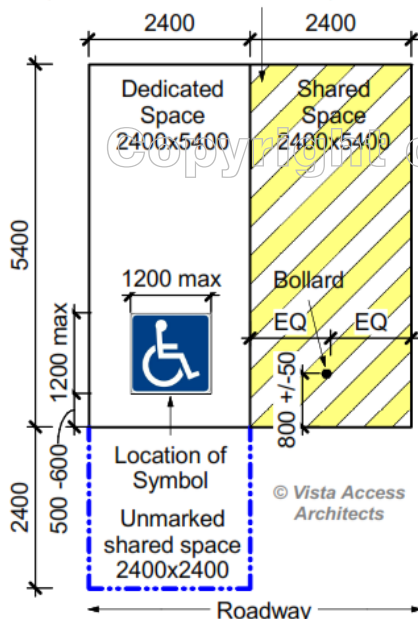 2400
2400
Dedicated
Space
2400x5400
Shared
Space
2400x5400
Copyright
5400
1200 max
1200 max
Bollard
EQ
EQ
800 +/-50
500 -600
2400
Location of
Symbol
Unmarked
shared space
2400x2400
© Vista Access
Architects
Roadway